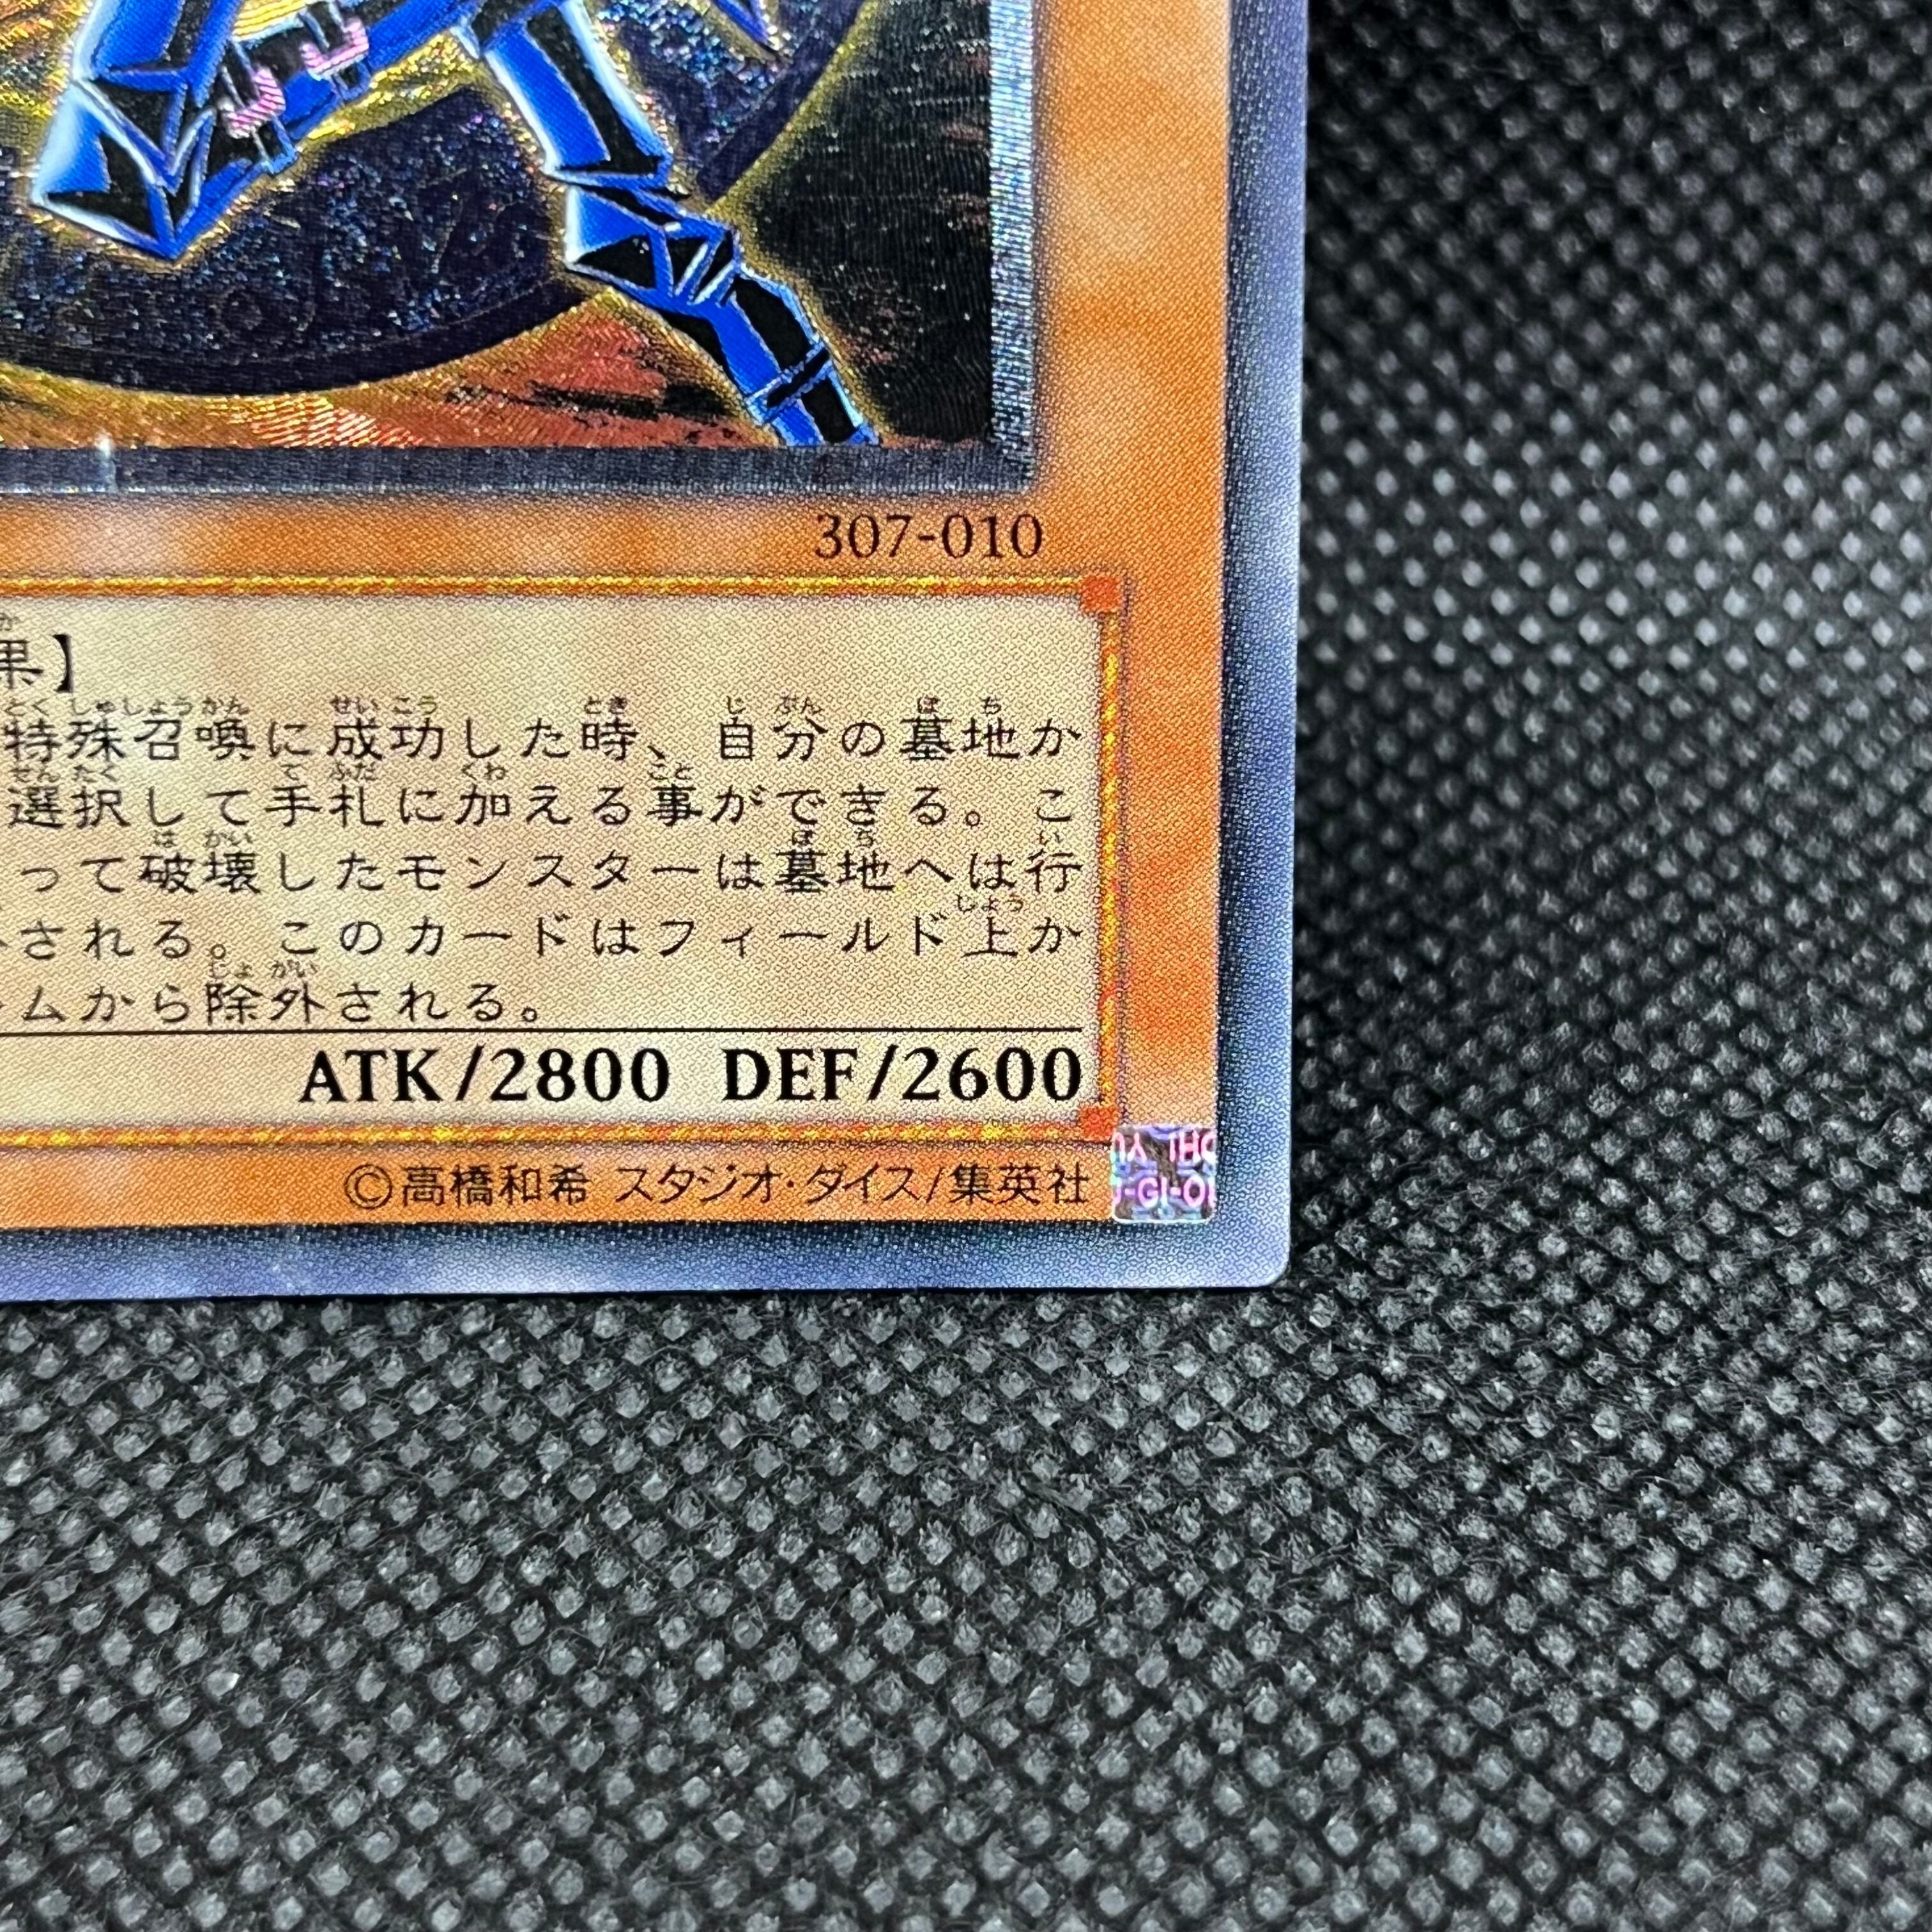 307-010
果】
特殊召喚に成功した時、自分の墓地か
選択して手札に加える事ができる。こ
って破壊したモンスターは墓地へは行
される。このカードはフィールド上か
ムから除外される。
ATK/2800 DEF/2600
©高橋和希 スタジオ・ダイス/集英社